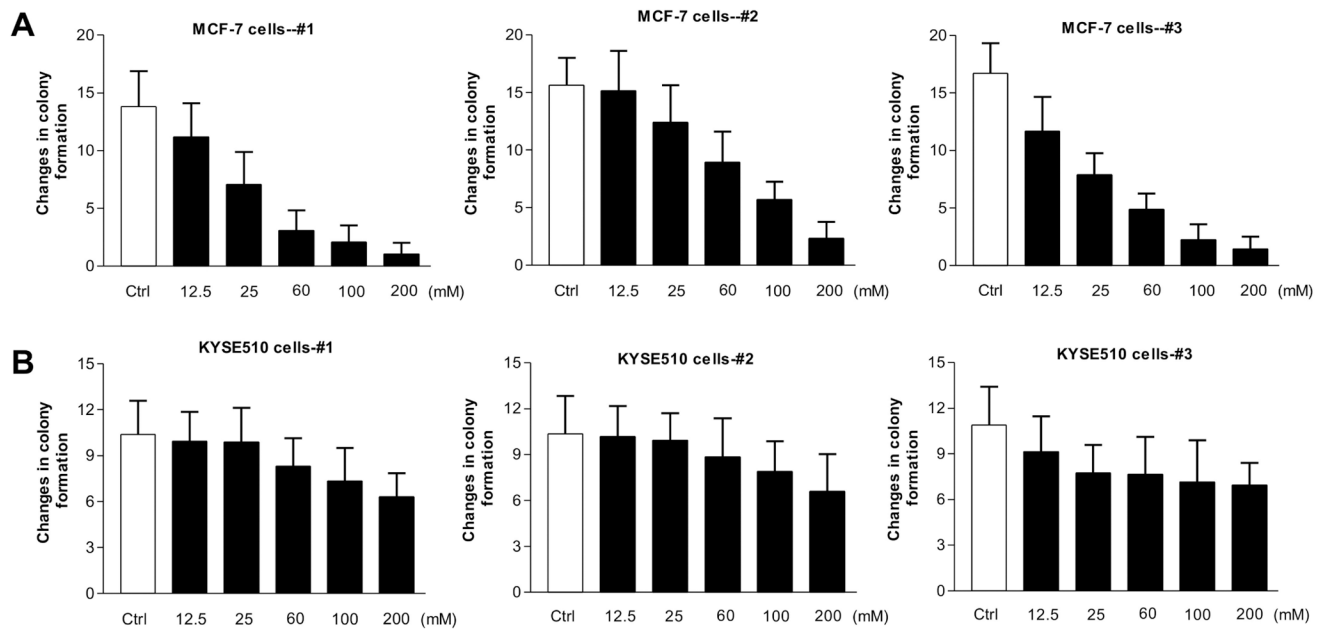 A
MCF-7 cells--#1
Changes in colony
formation
20
15
10
5
0
Ctrl 12.5 25 60 100 200 (mM)
MCF-7 cells--#2
Changes in colony
formation
20
15
10
5
0
Ctrl 12.5 25 60 100 200 (mM)
MCF-7 cells--#3
Changes in colony
formation
20
15
10
5
0
Ctrl 12.5 25 60 100 200 (mM)
B
KYSE510 cells-#1
Changes in colony
formation
15
12
9
6
3
0
Ctrl 12.5 25 60 100 200 (mM)
KYSE510 cells-#2
Changes in colony
formation
15
12
9
6
3
0
Ctrl 12.5 25 60 100 200 (mM)
KYSE510 cells-#3
Changes in colony
formation
15
12
9
6
3
0
Ctrl 12.5 25 60 100 200 (mM)